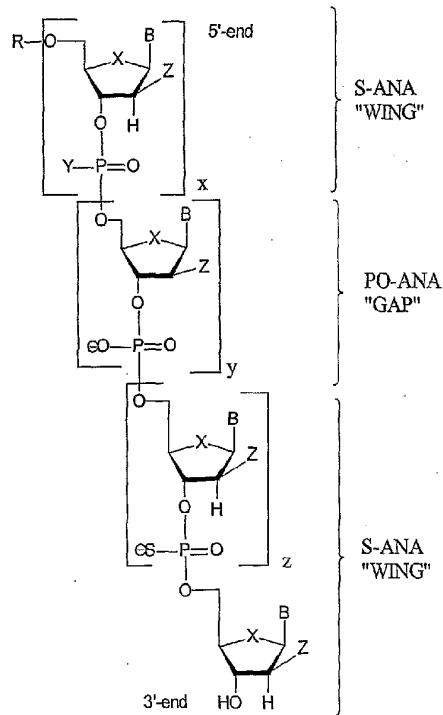 B 5'-end
R—O X Z
S-ANA
"WING"
O H
Y—P=O
x
O B
X Z
PO-ANA
"GAP"
O
⊖O—P=O
y
O B
X Z
O H
S-ANA
"WING"
⊖S—P=O
z
O B
X Z
3'-end HO H